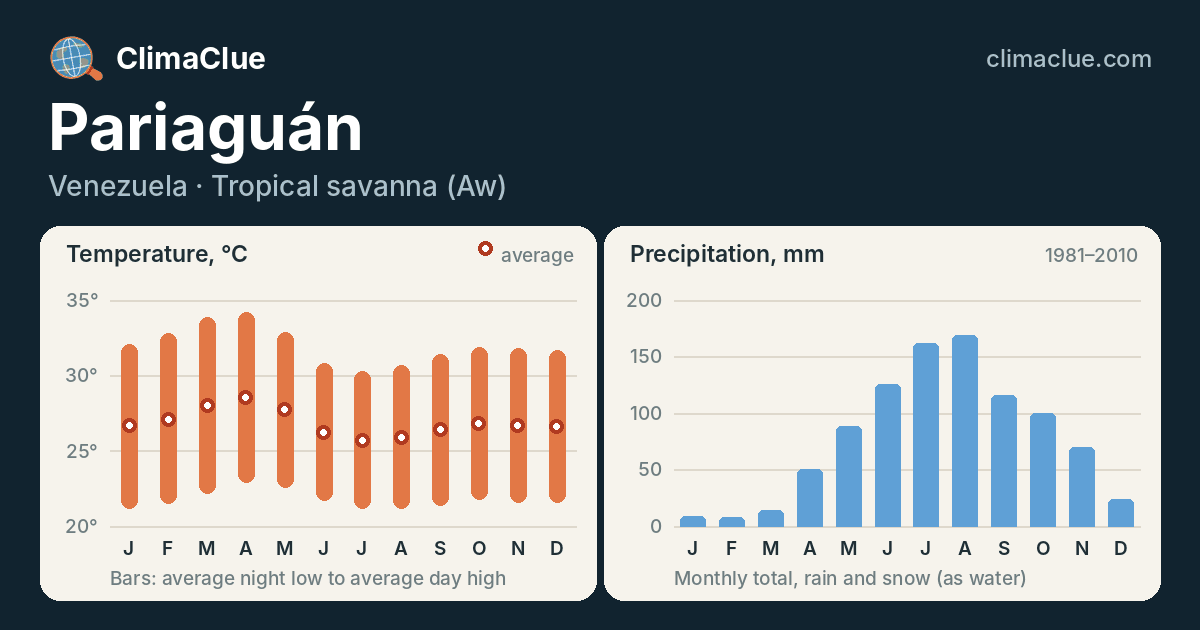 ClimaClue
climaclue.com
Pariaguán
Venezuela · Tropical savanna (Aw)
Temperature, °C
average
35°
30°
25°
20°
J F M A M J J A S O N D
Bars: average night low to average day high
Precipitation, mm
1981–2010
200
150
100
50
0
J F M A M J J A S O N D
Monthly total, rain and snow (as water)